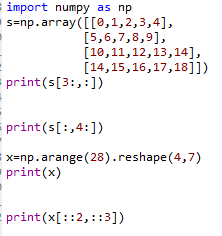 import numpy as np
s=np.array([[0,1,2,3,4],
[5,6,7,8,9],
[10,11,12,13,14],
[14,15,16,17,18]])
print(s[3:,:])
print(s[:,4:])
x=np.arange(28).reshape(4,7)
print(x)
print(x[::2,::3])